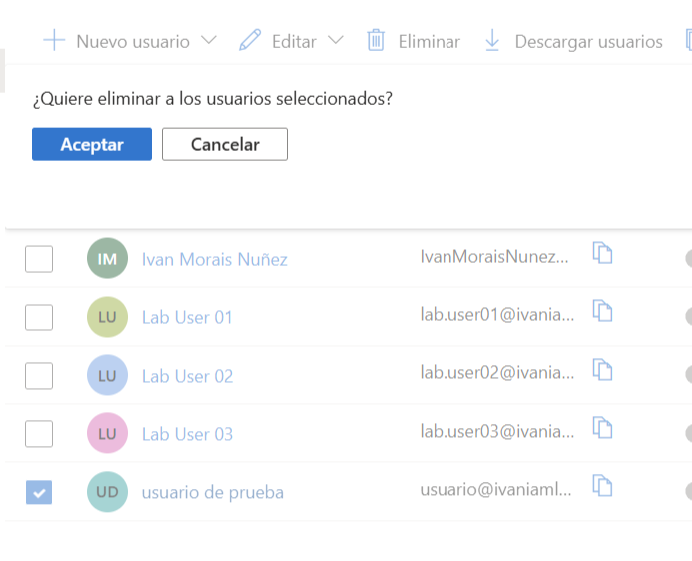 Nuevo usuario Editar Eliminar Descargar usuarios
¿Quiere eliminar a los usuarios seleccionados?
Aceptar Cancelar
IM Ivan Morais Nuñez IvanMoraisNunez...
LU Lab User 01 lab.user01@ivania...
LU Lab User 02 lab.user02@ivania...
LU Lab User 03 lab.user03@ivania...
UD usuario de prueba usuario@ivaniaml...